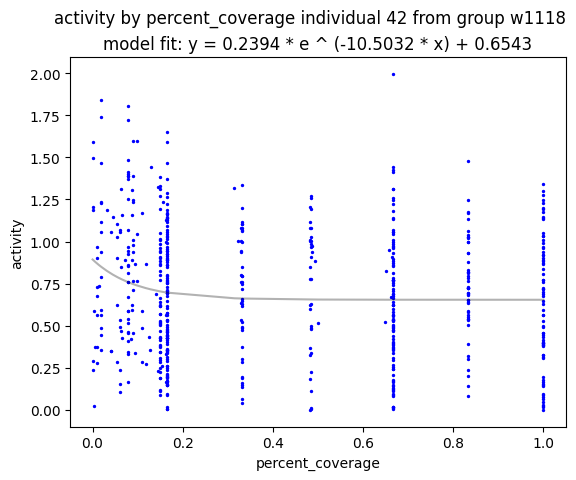 activity by percent_coverage individual 42 from group w1118
model fit: y = 0.2394 * e ^ (-10.5032 * x) + 0.6543
2.00
1.75
1.50
1.25
1.00
0.75
0.50
0.25
0.00
activity
0.0 0.2 0.4 0.6 0.8 1.0
percent_coverage